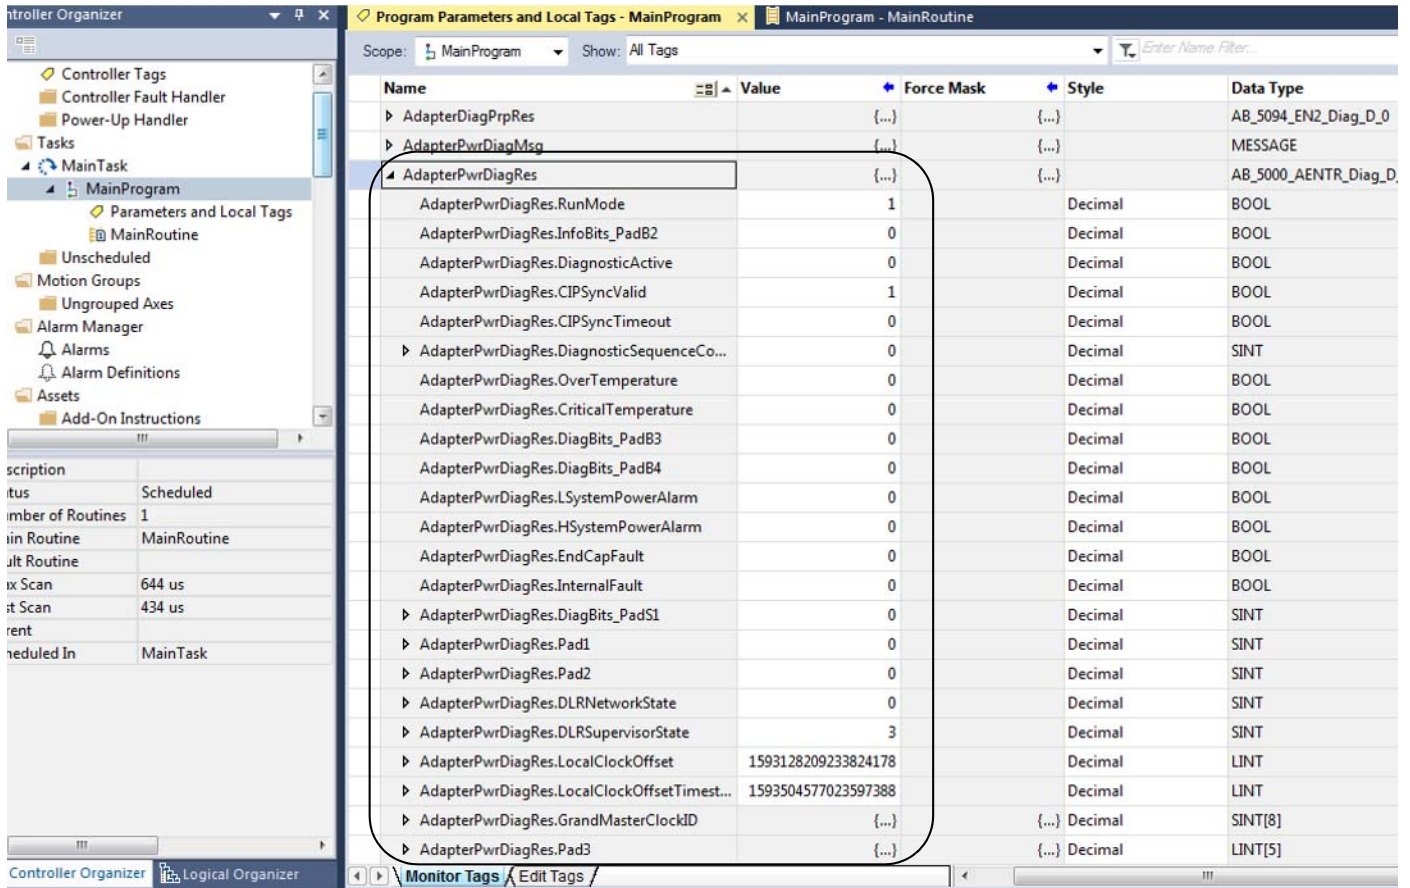 ntroller Organizer
Controller Tags
Controller Fault Handler
Power-Up Handler
Tasks
MainTask
MainProgram
Parameters and Local Tags
MainRoutine
Unscheduled
Motion Groups
Ungrouped Axes
Alarm Manager
Alarms
Alarm Definitions
Assets
Add-On Instructions
scription
tus Scheduled
mber of Routines 1
in Routine MainRoutine
ult Routine
x Scan 644 us
st Scan 434 us
rent
heduled In MainTask
Controller Organizer Logical Organizer
Program Parameters and Local Tags - MainProgram MainProgram - MainRoutine
Scope: MainProgram Show: All Tags Enter Name Filter...
Name Value Force Mask Style Data Type
AdapterDiagPrpRes {...} {...} AB_5094_EN2_Diag_D_0
AdapterPwrDiagMsg {...} {...} MESSAGE
AdapterPwrDiagRes {...} {...} AB_5000_AENTR_Diag_D_
AdapterPwrDiagRes.RunMode 1 Decimal BOOL
AdapterPwrDiagRes.InfoBits_PadB2 0 Decimal BOOL
AdapterPwrDiagRes.DiagnosticActive 0 Decimal BOOL
AdapterPwrDiagRes.CIPSyncValid 1 Decimal BOOL
AdapterPwrDiagRes.CIPSyncTimeout 0 Decimal BOOL
AdapterPwrDiagRes.DiagnosticSequenceCo... 0 Decimal SINT
AdapterPwrDiagRes.OverTemperature 0 Decimal BOOL
AdapterPwrDiagRes.CriticalTemperature 0 Decimal BOOL
AdapterPwrDiagRes.DiagBits_PadB3 0 Decimal BOOL
AdapterPwrDiagRes.DiagBits_PadB4 0 Decimal BOOL
AdapterPwrDiagRes.LSystemPowerAlarm 0 Decimal BOOL
AdapterPwrDiagRes.HSystemPowerAlarm 0 Decimal BOOL
AdapterPwrDiagRes.EndCapFault 0 Decimal BOOL
AdapterPwrDiagRes.InternalFault 0 Decimal BOOL
AdapterPwrDiagRes.DiagBits_PadS1 0 Decimal SINT
AdapterPwrDiagRes.Pad1 0 Decimal SINT
AdapterPwrDiagRes.Pad2 0 Decimal SINT
AdapterPwrDiagRes.DLRNetworkState 0 Decimal SINT
AdapterPwrDiagRes.DLRSupervisorState 3 Decimal SINT
AdapterPwrDiagRes.LocalClockOffset 1593128209233824178 Decimal LINT
AdapterPwrDiagRes.LocalClockOffsetTimest... 1593504577023597388 Decimal LINT
AdapterPwrDiagRes.GrandMasterClockID {...} {...} Decimal SINT[8]
AdapterPwrDiagRes.Pad3 {...} {...} Decimal LINT[5]
Monitor Tags Edit Tags